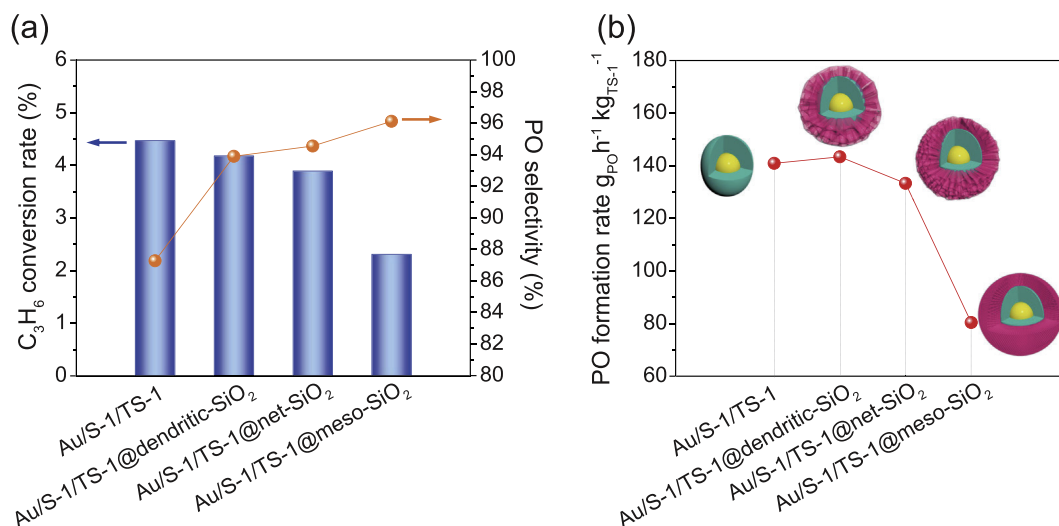 (a)
6
5
4
3
2
1
0
C₃H₆ conversion rate (%)
100
98
96
94
92
90
88
86
84
82
80
PO selectivity (%)
Au/S-1/TS-1
Au/S-1/TS-1@dendritic-SiO₂
Au/S-1/TS-1@net-SiO₂
Au/S-1/TS-1@meso-SiO₂
(b)
180
160
140
120
100
80
60
PO formation rate g_PO h⁻¹ kg_TS-1⁻¹
Au/S-1/TS-1
Au/S-1/TS-1@dendritic-SiO₂
Au/S-1/TS-1@net-SiO₂
Au/S-1/TS-1@meso-SiO₂